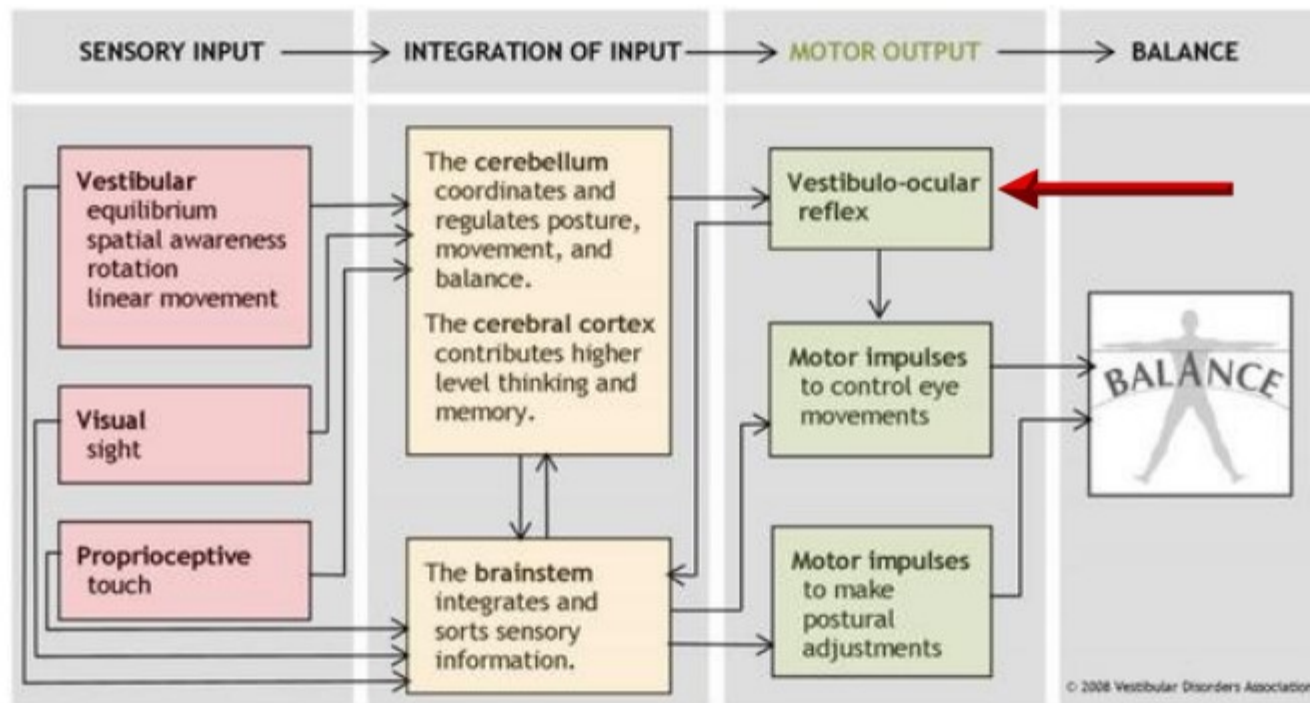 SENSORY INPUT
INTEGRATION OF INPUT
MOTOR OUTPUT
BALANCE
Vestibular
equilibrium
spatial awareness
rotation
linear movement
Visual
sight
Proprioceptive
touch
The cerebellum
coordinates and
regulates posture,
movement, and
balance.
The cerebral cortex
contributes higher
level thinking and
memory.
The brainstem
integrates and
sorts sensory
information.
Vestibulo-ocular
reflex
Motor impulses
to control eye
movements
Motor impulses
to make
postural
adjustments
BALANCE
© 2008 Vestibular Disorders Association